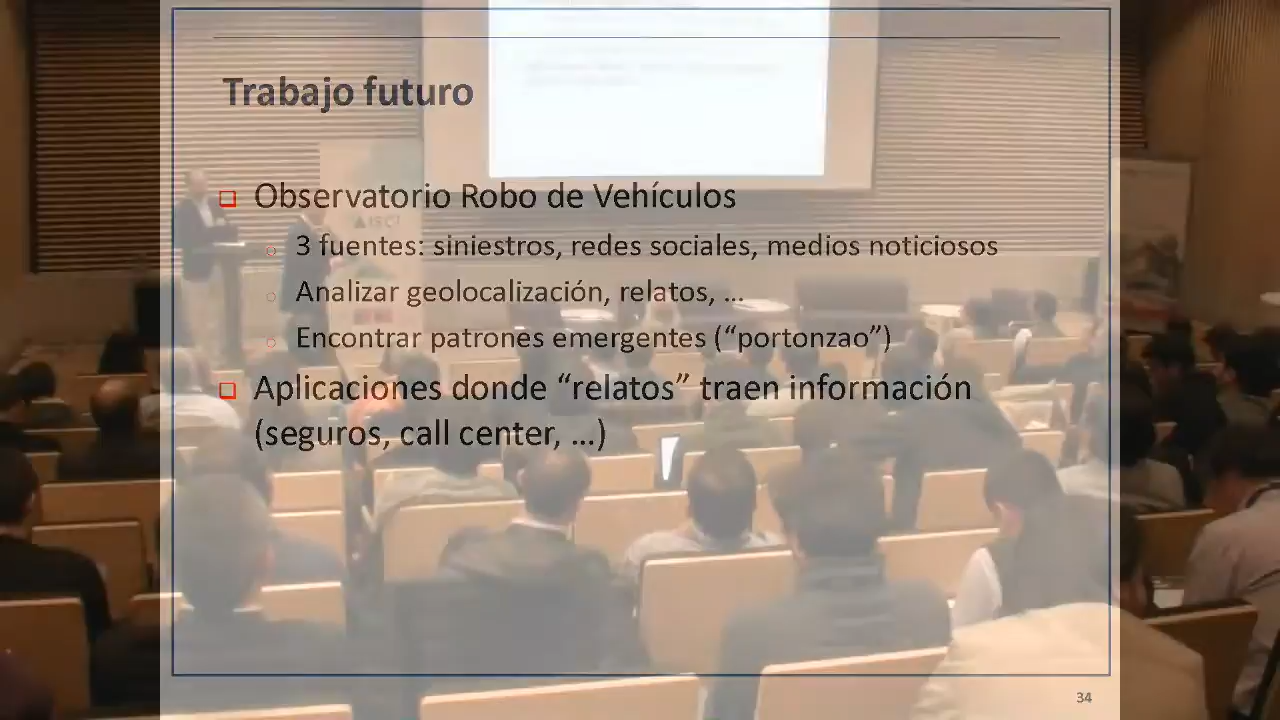 Trabajo futuro
Observatorio Robo de Vehículos
3 fuentes: siniestros, redes sociales, medios noticiosos
Analizar geolocalización, relatos, ...
Encontrar patrones emergentes (“portonzao”)
Aplicaciones donde “relatos” traen información
(seguros, call center, ...)
ISCI
34